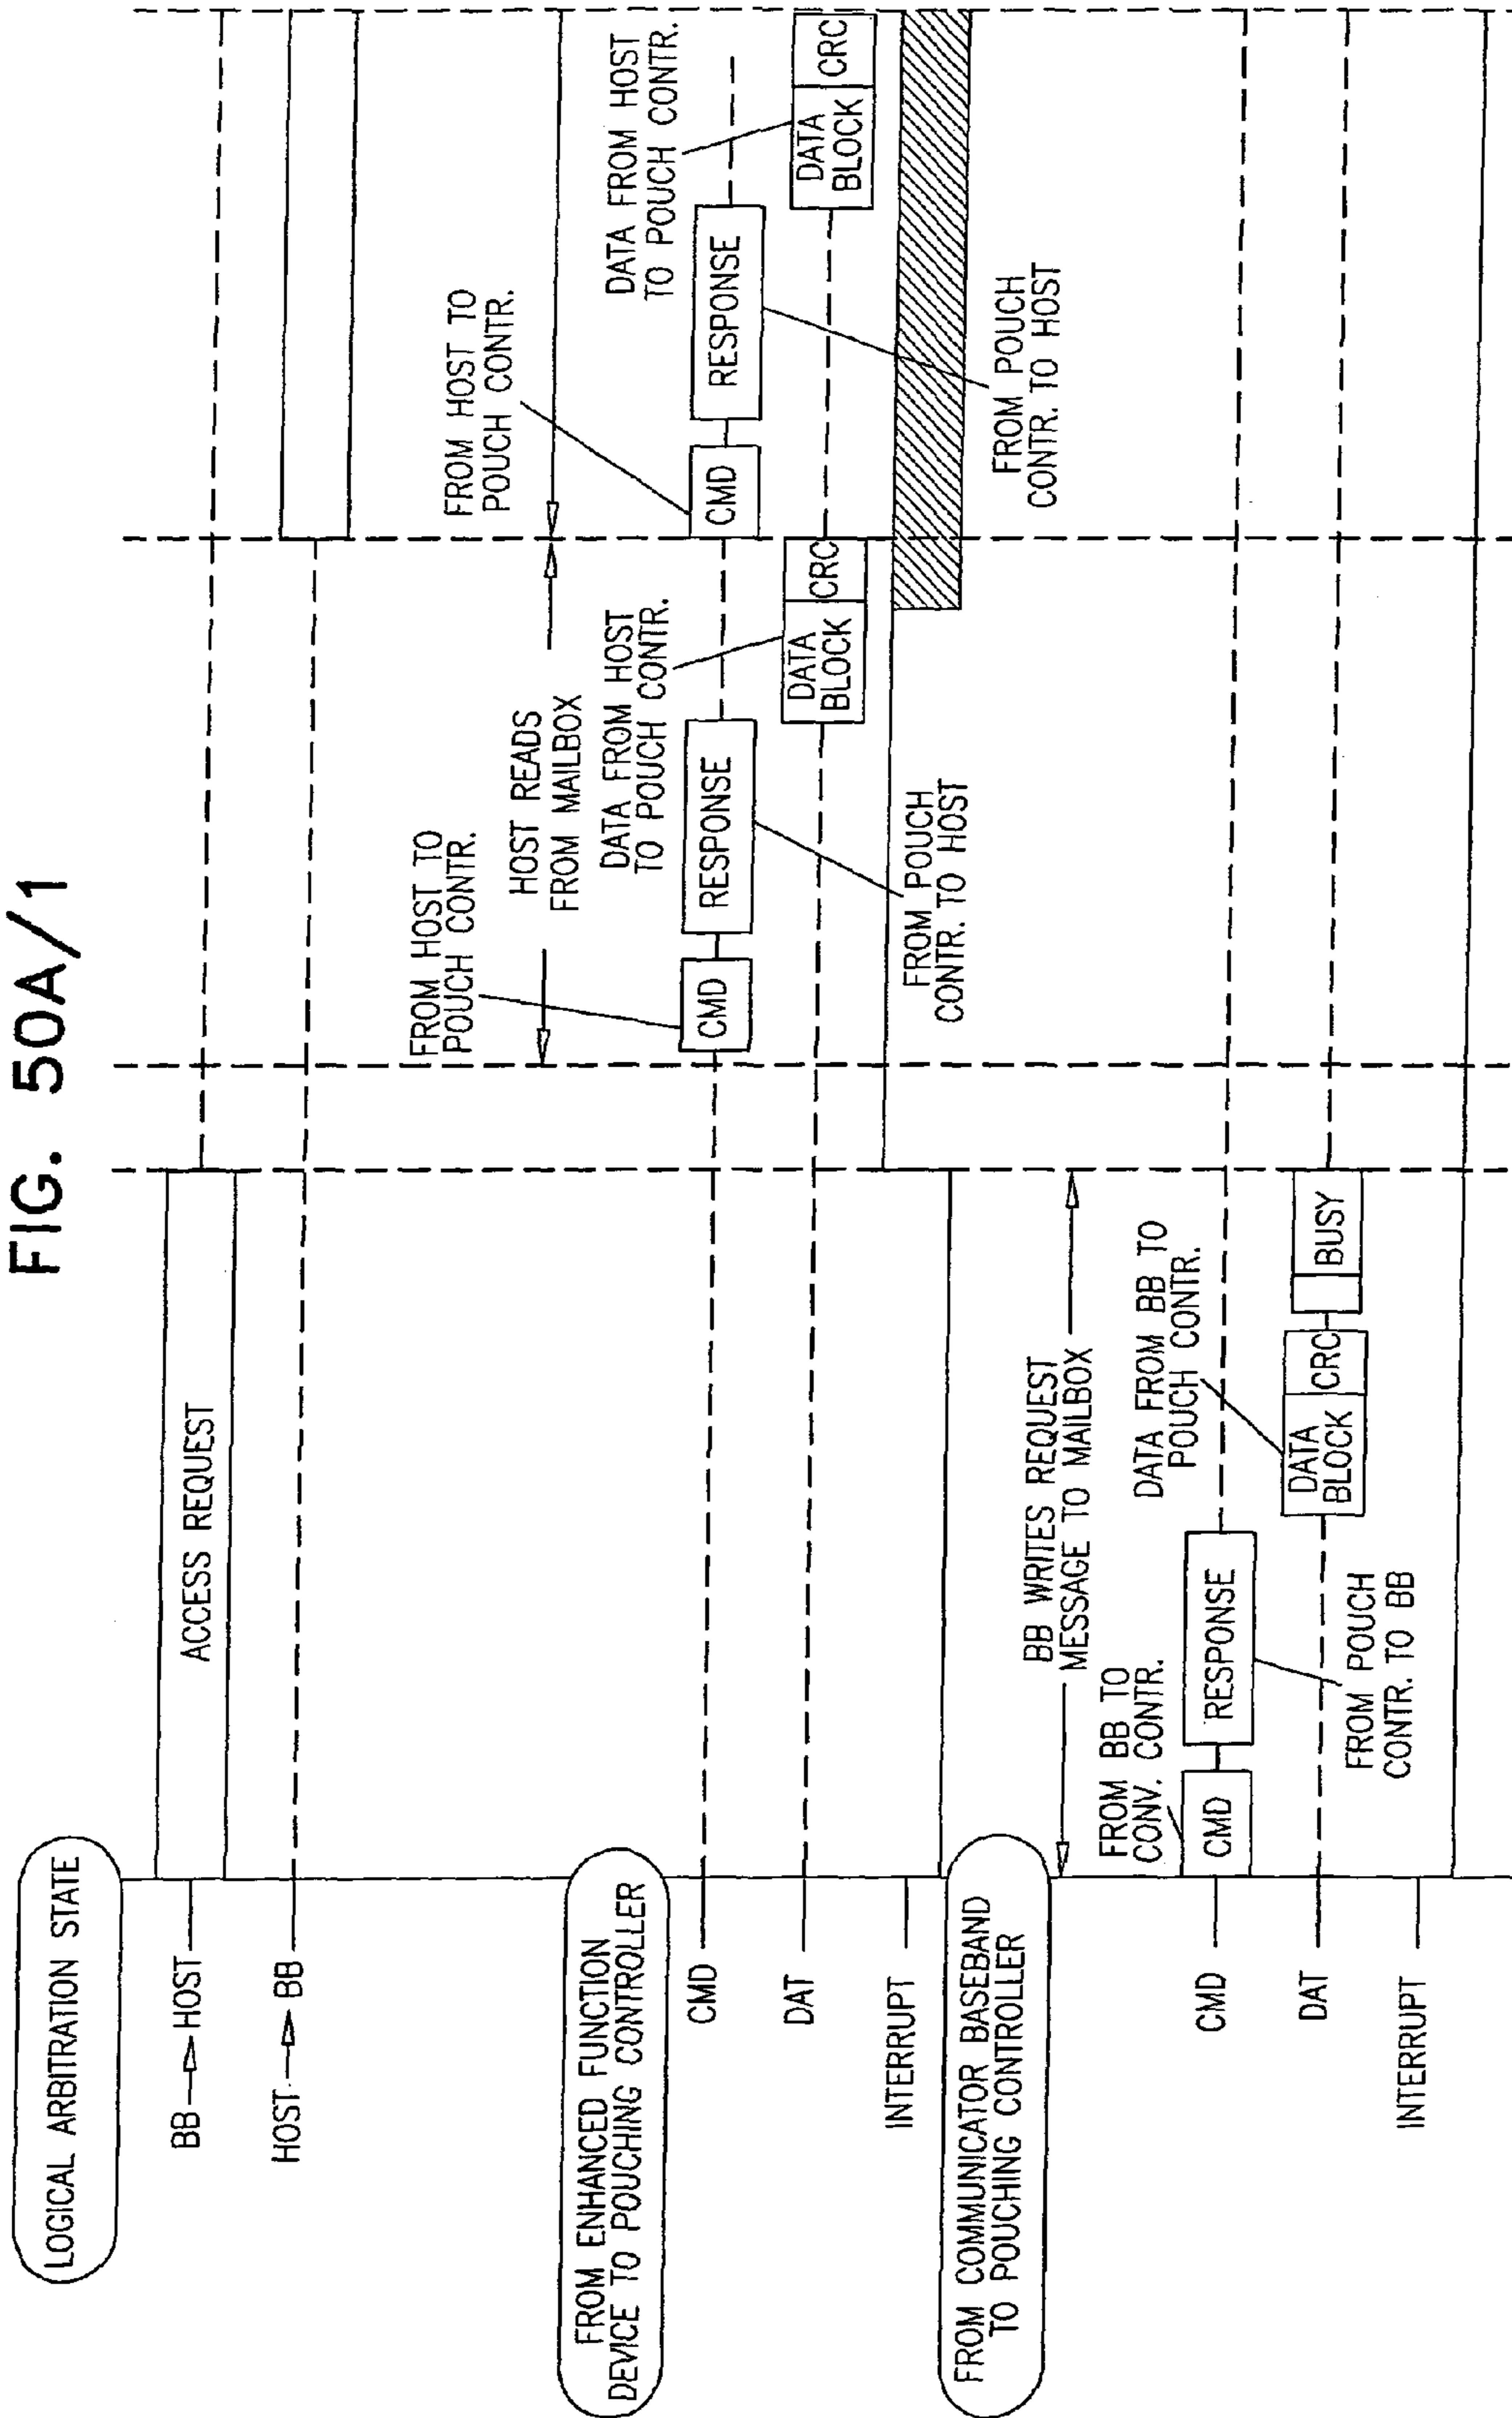 FIG. 50A/1
LOGICAL ARBITRATION STATE
BB HOST
ACCESS REQUEST
HOST BB
FROM HOST TO
POUCH CONTR.
HOST READS
FROM MAILBOX
FROM HOST TO
POUCH CONTR.
DATA FROM HOST
TO POUCH CONTR.
DATA FROM HOST
TO POUCH CONTR.
FROM ENHANCED FUNCTION
DEVICE TO POUCHING CONTROLLER
CMD
CMD
RESPONSE
CMD
RESPONSE
DAT
DATA
BLOCK
CRC
DATA
BLOCK
CRC
INTERRUPT
FROM POUCH
CONTR. TO HOST
FROM POUCH
CONTR. TO HOST
FROM COMMUNICATOR BASEBAND
TO POUCHING CONTROLLER
BB WRITES REQUEST
MESSAGE TO MAILBOX
FROM BB TO
CONV. CONTR.
DATA FROM BB TO
POUCH CONTR.
CMD
CMD
RESPONSE
DAT
DATA
BLOCK
CRC
BUSY
FROM POUCH
CONTR. TO BB
INTERRUPT